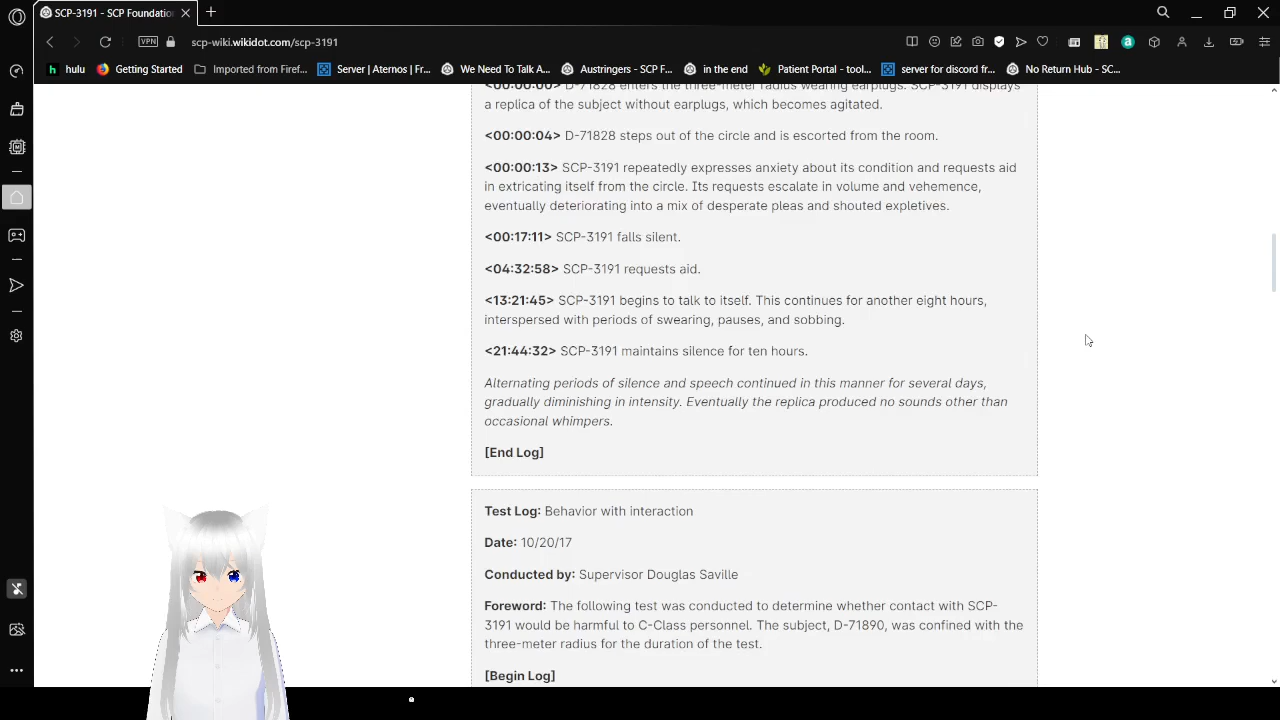 SCP-3191 - SCP Foundation
VPN
scp-wiki.wikidot.com/scp-3191
hulu
Getting Started
Imported from Firef...
Server | Aternos | Fr...
We Need To Talk A...
Austringers - SCP F...
in the end
Patient Portal - tool...
server for discord fr...
No Return Hub - SC...
<00:00:00> D-71828 enters the three-meter radius wearing earplugs. SCP-3191 displays
a replica of the subject without earplugs, which becomes agitated.
<00:00:04> D-71828 steps out of the circle and is escorted from the room.
<00:00:13> SCP-3191 repeatedly expresses anxiety about its condition and requests aid
in extricating itself from the circle. Its requests escalate in volume and vehemence,
eventually deteriorating into a mix of desperate pleas and shouted expletives.
<00:17:11> SCP-3191 falls silent.
<04:32:58> SCP-3191 requests aid.
<13:21:45> SCP-3191 begins to talk to itself. This continues for another eight hours,
interspersed with periods of swearing, pauses, and sobbing.
<21:44:32> SCP-3191 maintains silence for ten hours.
Alternating periods of silence and speech continued in this manner for several days,
gradually diminishing in intensity. Eventually the replica produced no sounds other than
occasional whimpers.
[End Log]
Test Log: Behavior with interaction
Date: 10/20/17
Conducted by: Supervisor Douglas Saville
Foreword: The following test was conducted to determine whether contact with SCP-
3191 would be harmful to C-Class personnel. The subject, D-71890, was confined with the
three-meter radius for the duration of the test.
[Begin Log]